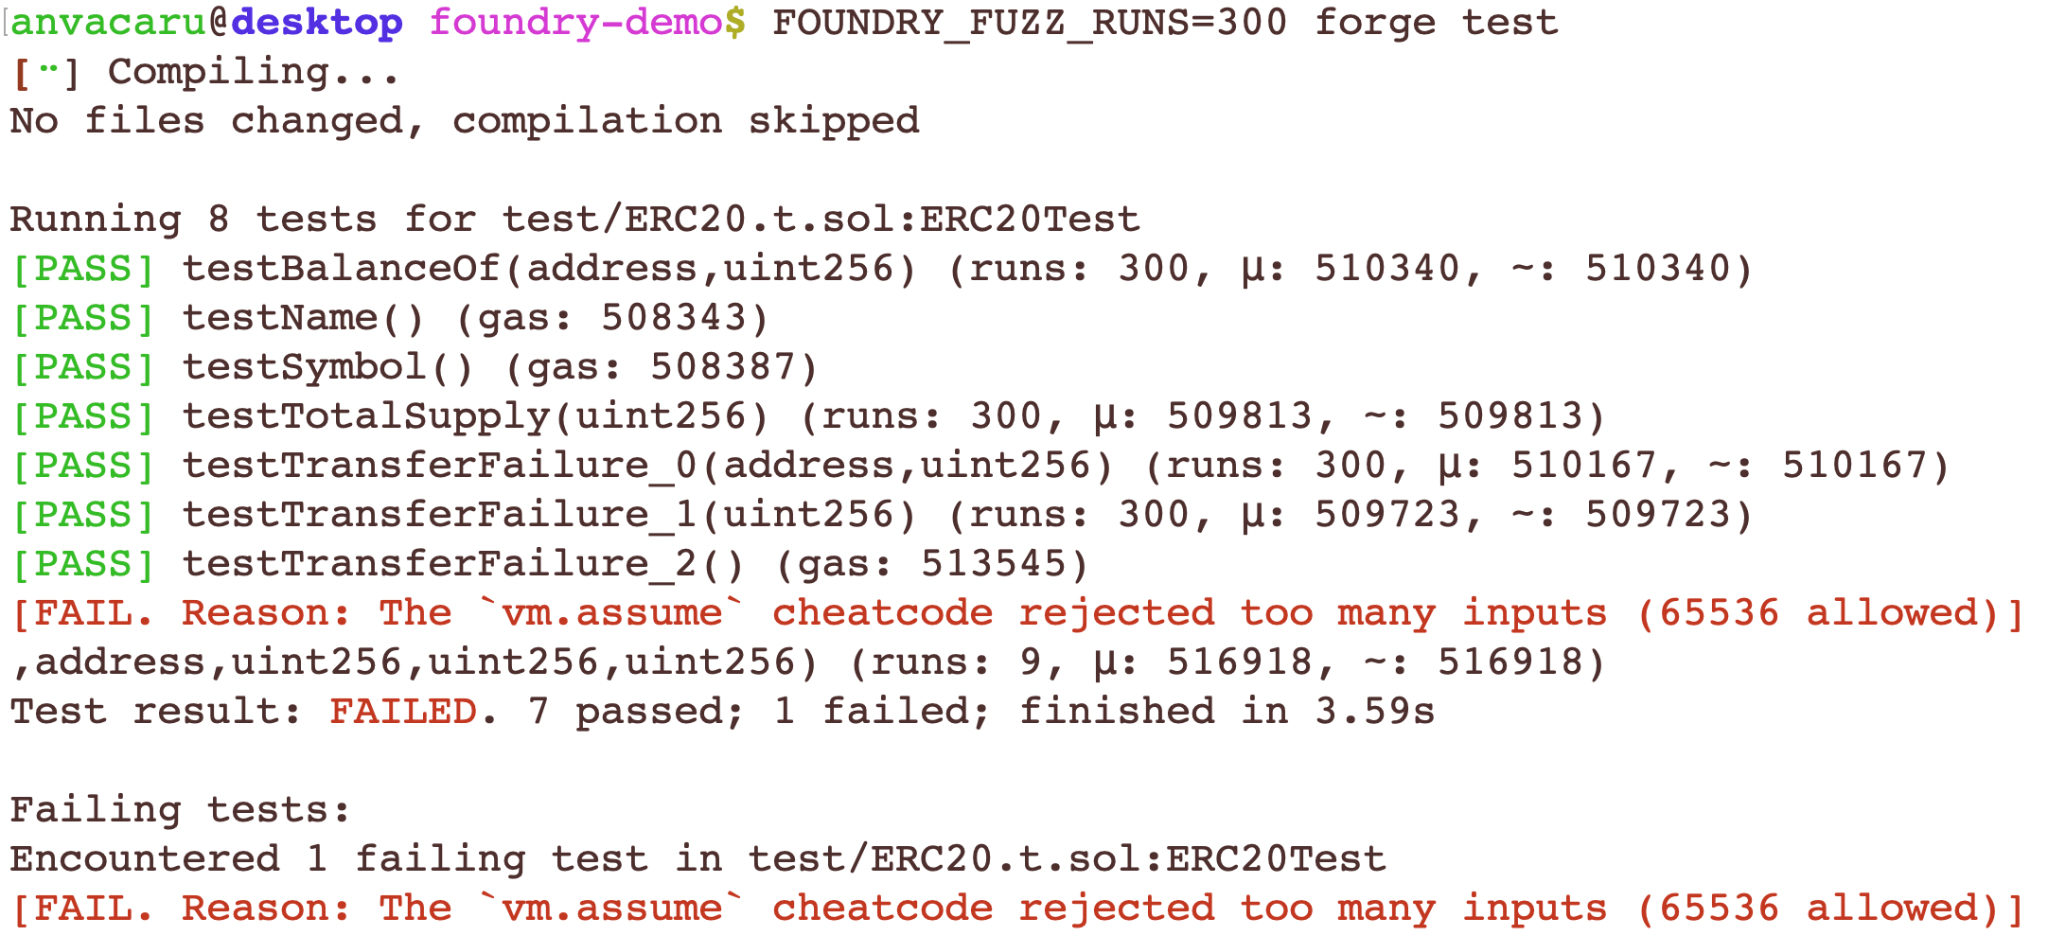 [anvacaru@desktop foundry-demo$ FOUNDRY_FUZZ_RUNS=300 forge test
[¨] Compiling...
No files changed, compilation skipped
Running 8 tests for test/ERC20.t.sol:ERC20Test
[PASS] testBalanceOf(address,uint256) (runs: 300, μ: 510340, ~: 510340)
[PASS] testName() (gas: 508343)
[PASS] testSymbol() (gas: 508387)
[PASS] testTotalSupply(uint256) (runs: 300, μ: 509813, ~: 509813)
[PASS] testTransferFailure_0(address,uint256) (runs: 300, μ: 510167, ~: 510167)
[PASS] testTransferFailure_1(uint256) (runs: 300, μ: 509723, ~: 509723)
[PASS] testTransferFailure_2() (gas: 513545)
[FAIL. Reason: The `vm.assume` cheatcode rejected too many inputs (65536 allowed)]
,address,uint256,uint256,uint256) (runs: 9, μ: 516918, ~: 516918)
Test result: FAILED. 7 passed; 1 failed; finished in 3.59s
Failing tests:
Encountered 1 failing test in test/ERC20.t.sol:ERC20Test
[FAIL. Reason: The `vm.assume` cheatcode rejected too many inputs (65536 allowed)]